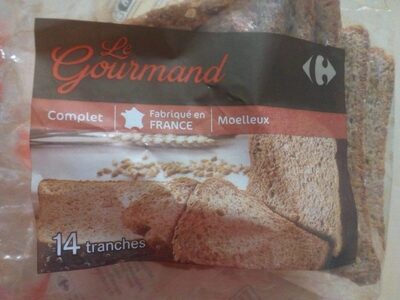 Le
Gourmand
Complet
Fabriqué en
FRANCE
Moelleux
14 tranches